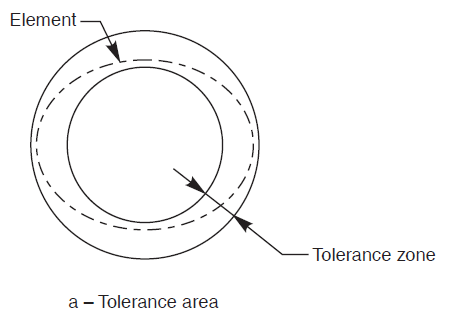 Element
Tolerance zone
a – Tolerance area